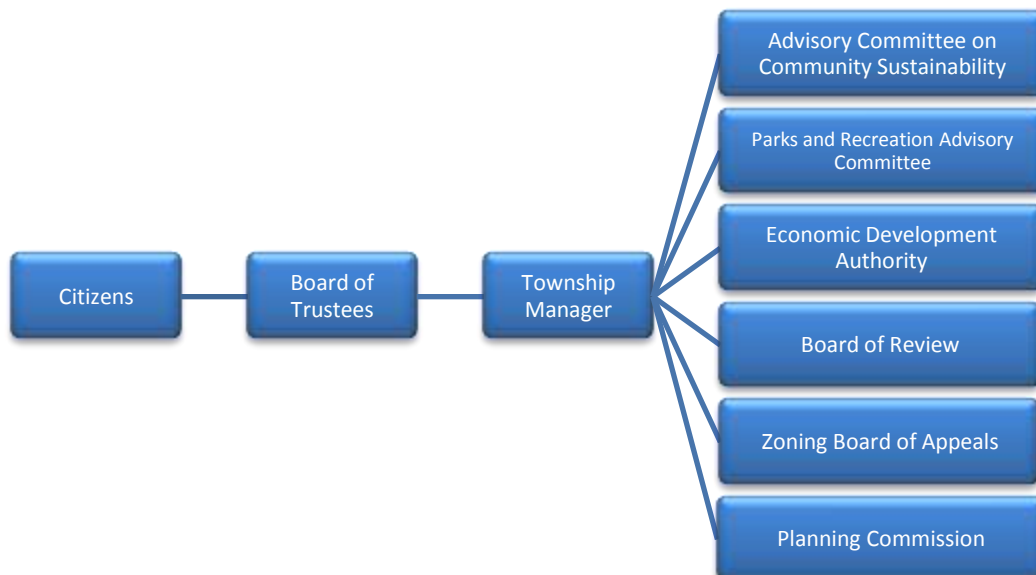 Citizens
Board of
Trustees
Township
Manager
Advisory Committee on
Community Sustainability
Parks and Recreation Advisory
Committee
Economic Development
Authority
Board of Review
Zoning Board of Appeals
Planning Commission